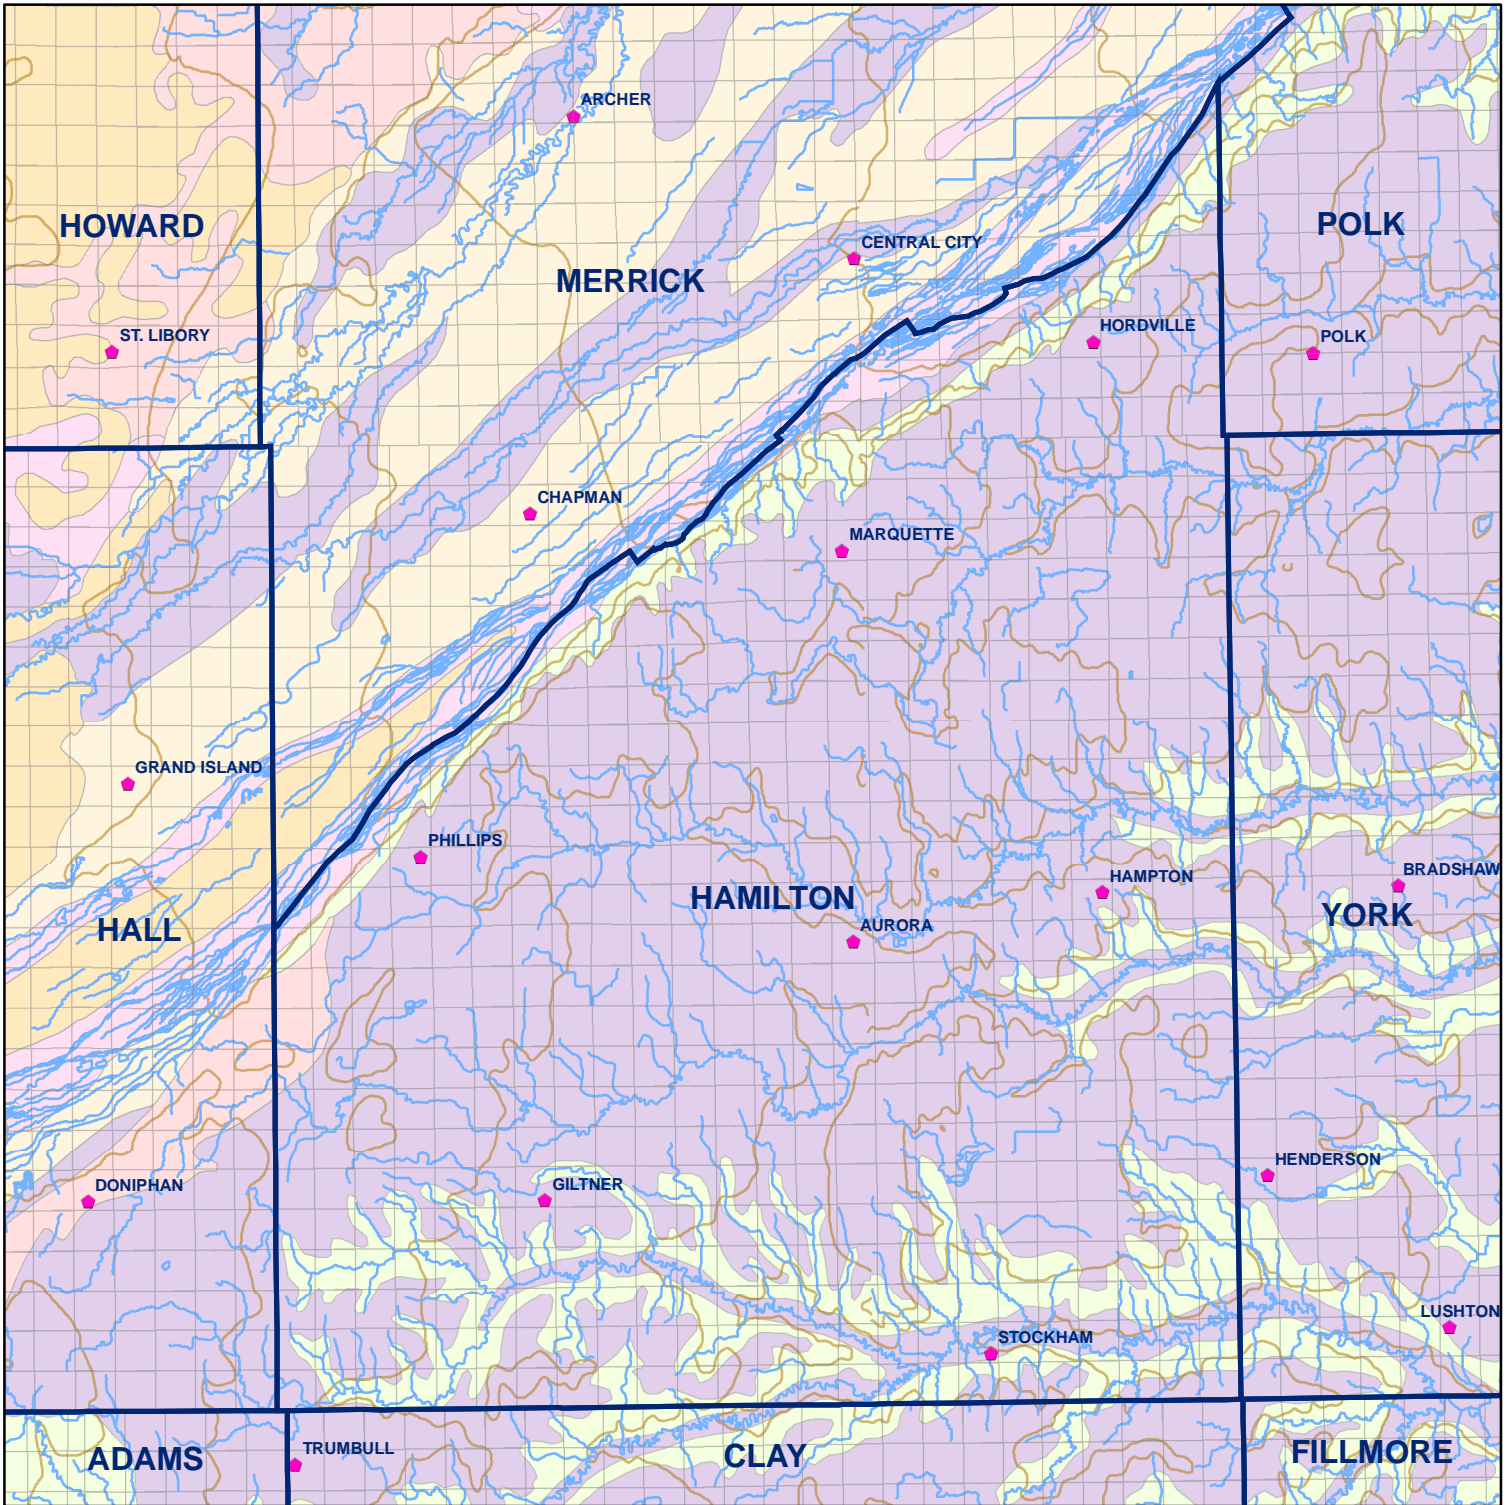 ARCHER
HOWARD
POLK
CENTRAL CITY
MERRICK
HORDVILLE
ST. LIBORY
POLK
CHAPMAN
MARQUETTE
GRAND ISLAND
PHILLIPS
BRADSHAW
HAMPTON
HAMILTON
YORK
AURORA
HALL
HENDERSON
DONIPHAN
GILTNER
LUSHTON
STOCKHAM
TRUMBULL
ADAMS
CLAY
FILLMORE